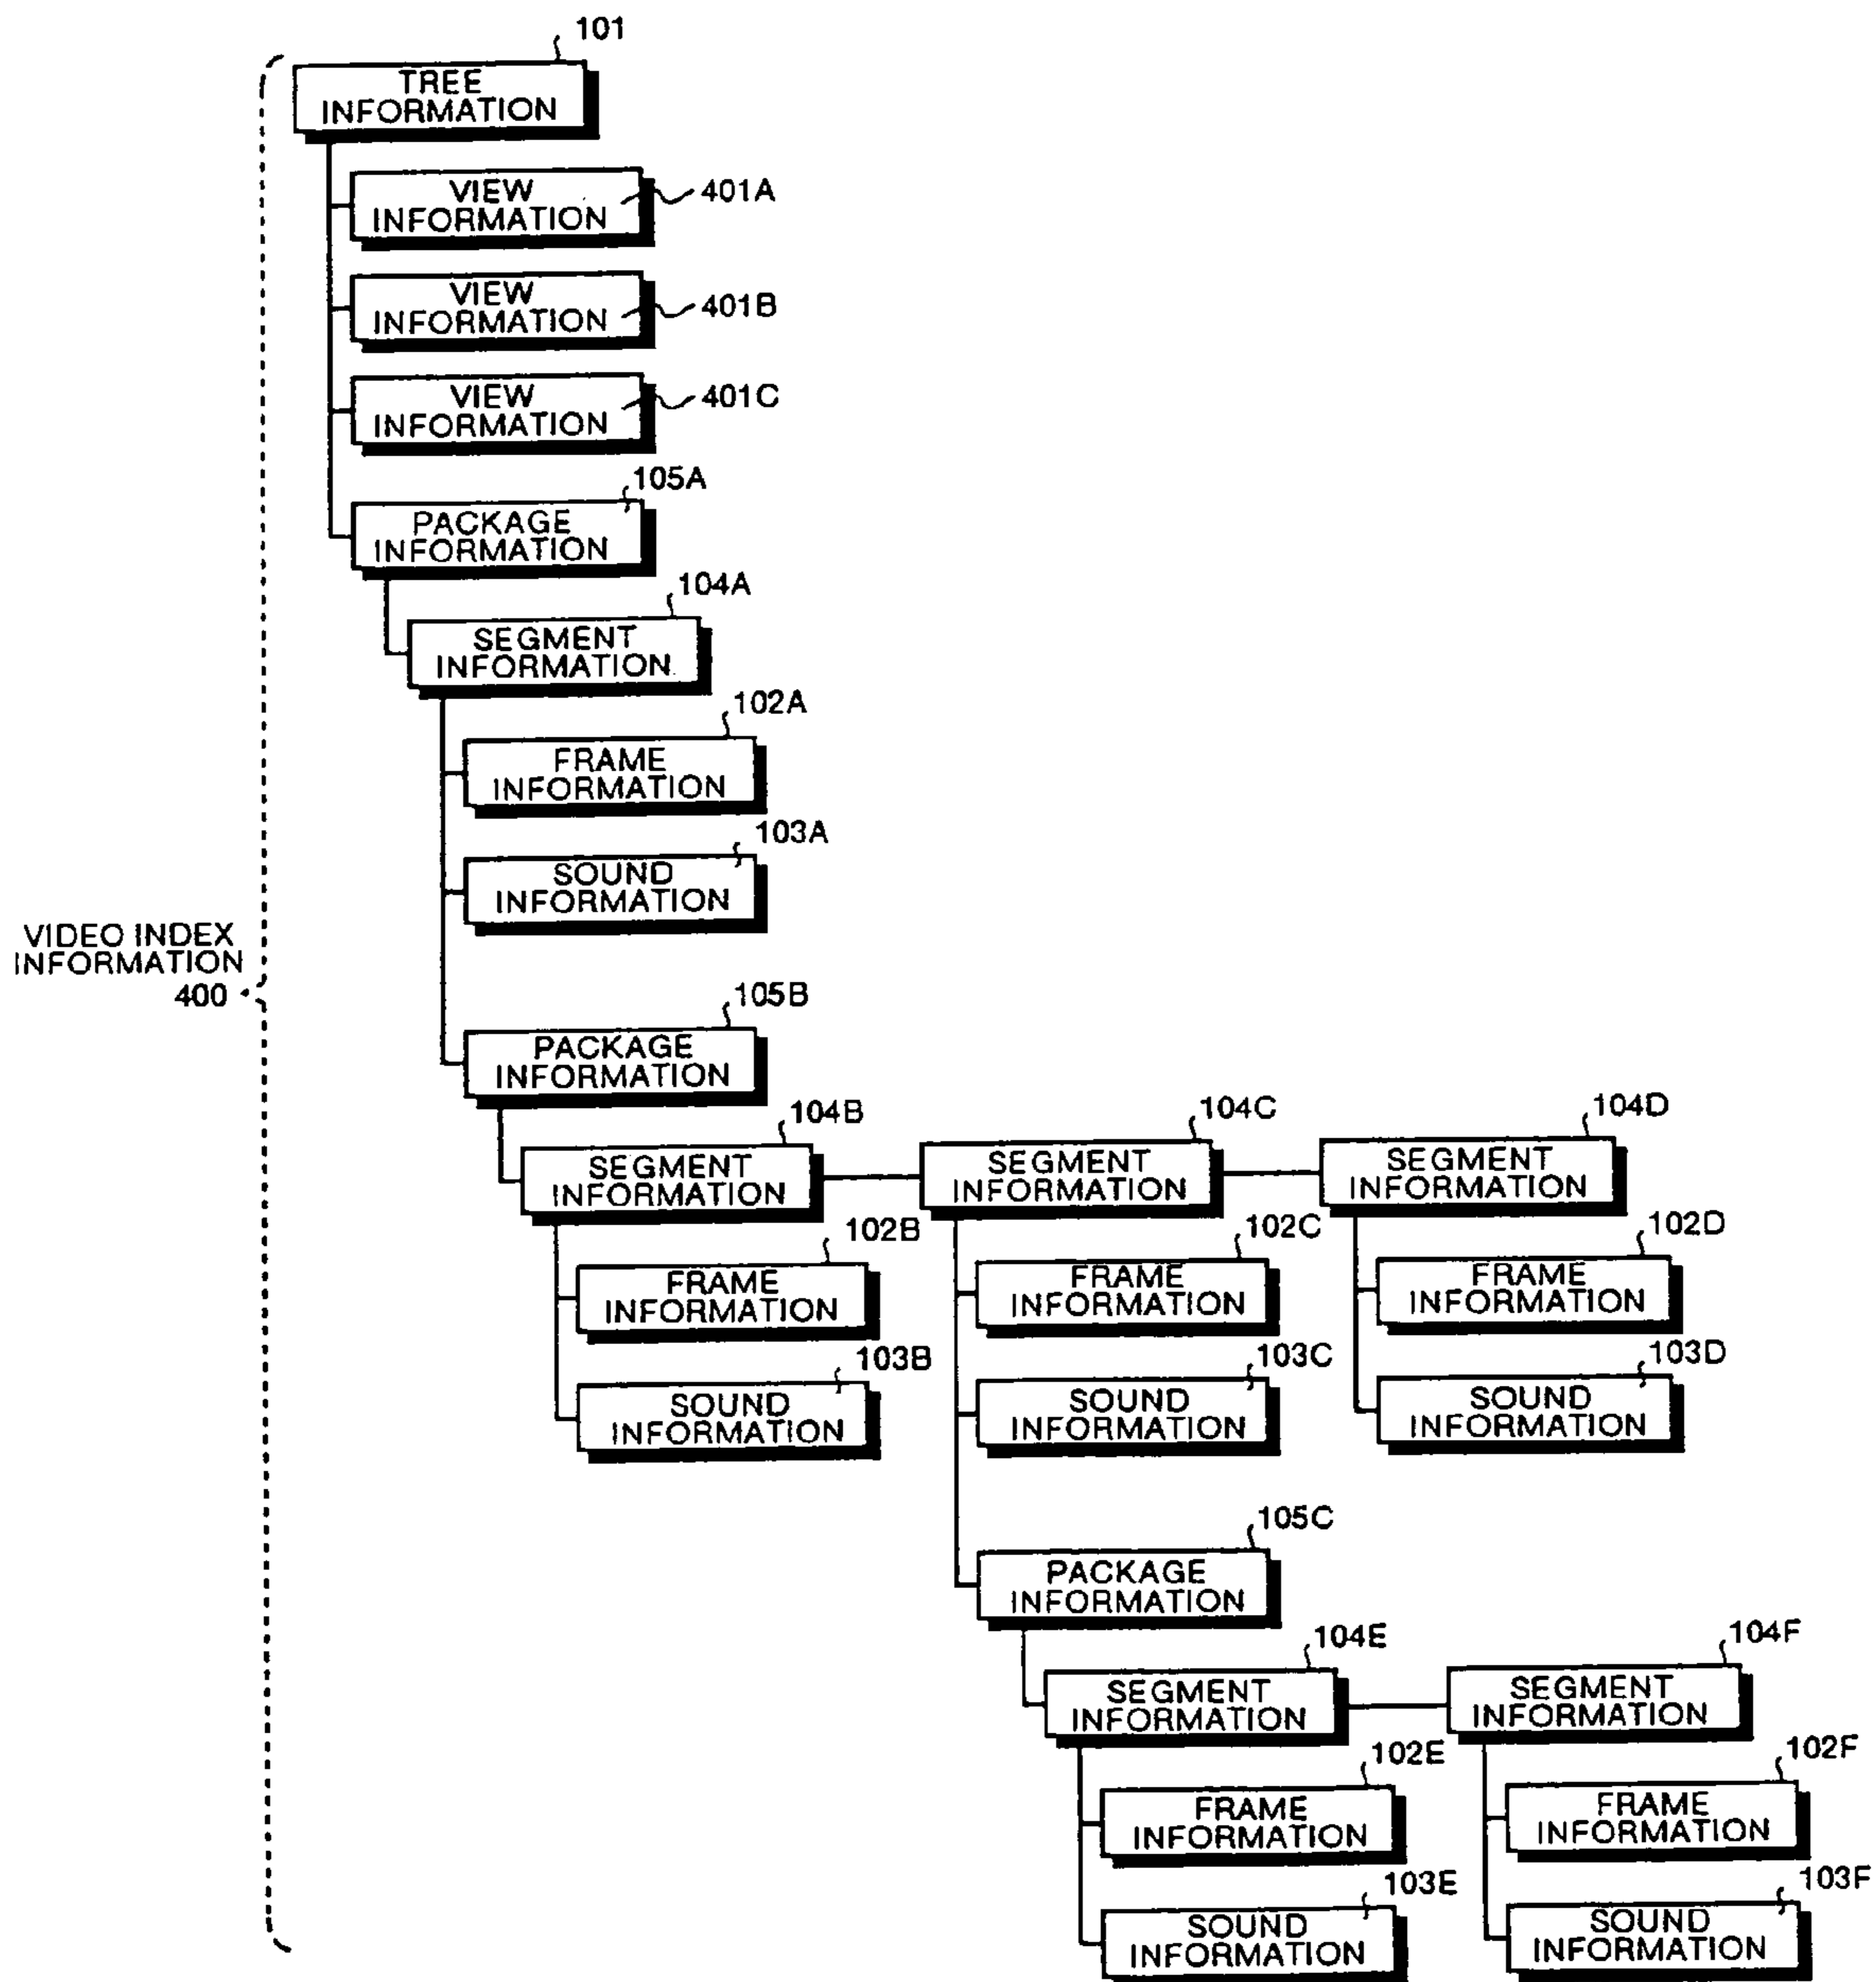 101
TREE
INFORMATION
VIEW
INFORMATION
401A
VIEW
INFORMATION
401B
VIEW
INFORMATION
401C
105A
PACKAGE
INFORMATION
104A
SEGMENT
INFORMATION
102A
FRAME
INFORMATION
103A
SOUND
INFORMATION
VIDEO INDEX
INFORMATION
400
105B
PACKAGE
INFORMATION
104B
SEGMENT
INFORMATION
104C
SEGMENT
INFORMATION
104D
SEGMENT
INFORMATION
102B
FRAME
INFORMATION
102C
FRAME
INFORMATION
102D
FRAME
INFORMATION
103B
SOUND
INFORMATION
103C
SOUND
INFORMATION
103D
SOUND
INFORMATION
105C
PACKAGE
INFORMATION
104E
SEGMENT
INFORMATION
104F
SEGMENT
INFORMATION
102E
FRAME
INFORMATION
102F
FRAME
INFORMATION
103E
SOUND
INFORMATION
103F
SOUND
INFORMATION